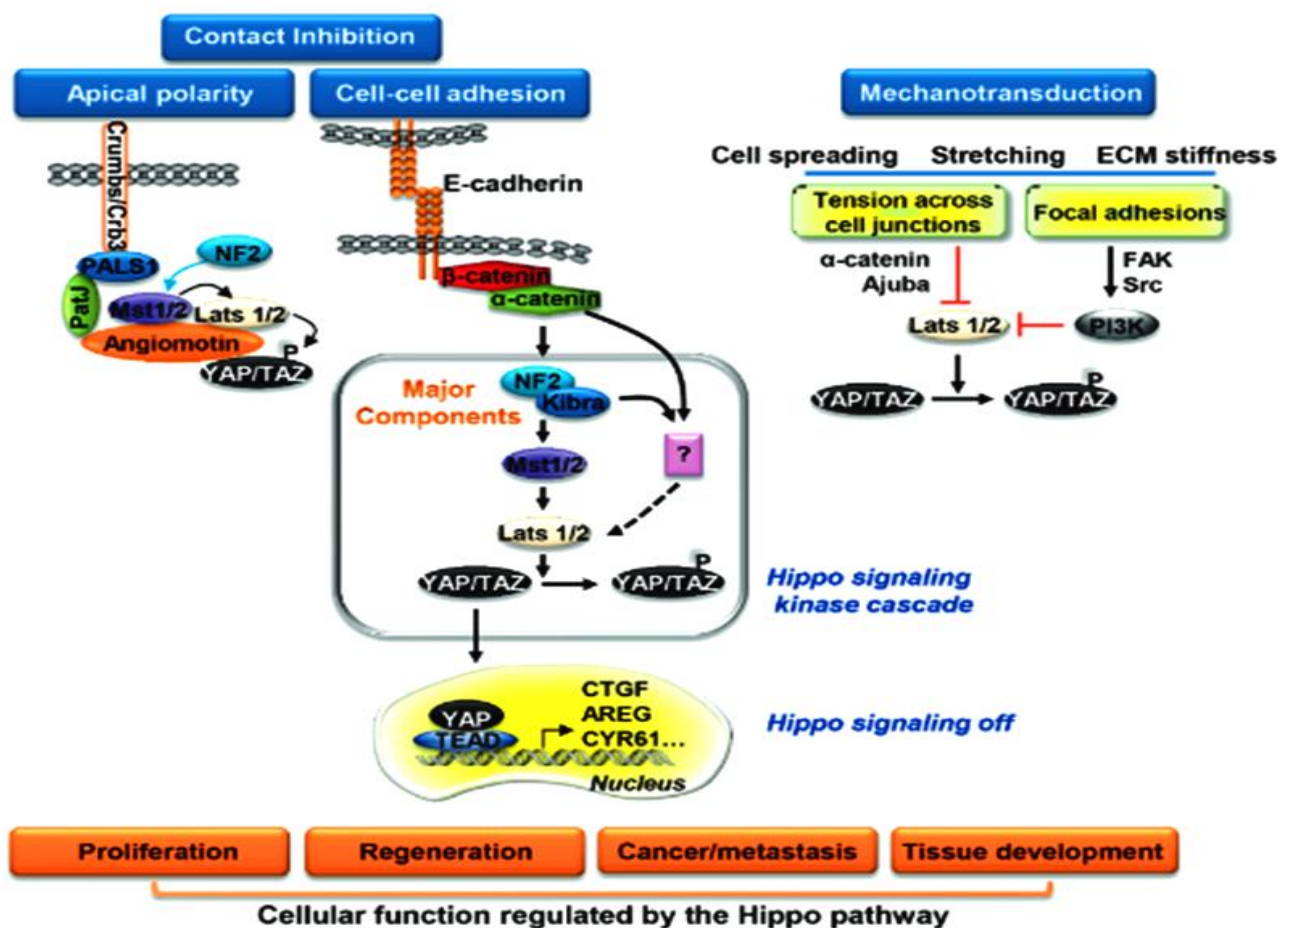 Contact Inhibition
Apical polarity
Cell-cell adhesion
Crumbs/Crb3
E-cadherin
PALS1
NF2
PatJ
Mst1/2
Lats 1/2
Angiomotin
P
YAP/TAZ
β-catenin
α-catenin
Major
Components
NF2
Kibra
Mst1/2
?
Lats 1/2
YAP/TAZ
P
YAP/TAZ
Hippo signaling
kinase cascade
Mechanotransduction
Cell spreading Stretching ECM stiffness
Tension across
cell junctions
Focal adhesions
α-catenin
Ajuba
FAK
Src
Lats 1/2
PI3K
YAP/TAZ
P
YAP/TAZ
YAP
TEAD
CTGF
AREG
CYR61...
Nucleus
Hippo signaling off
Proliferation
Regeneration
Cancer/metastasis
Tissue development
Cellular function regulated by the Hippo pathway